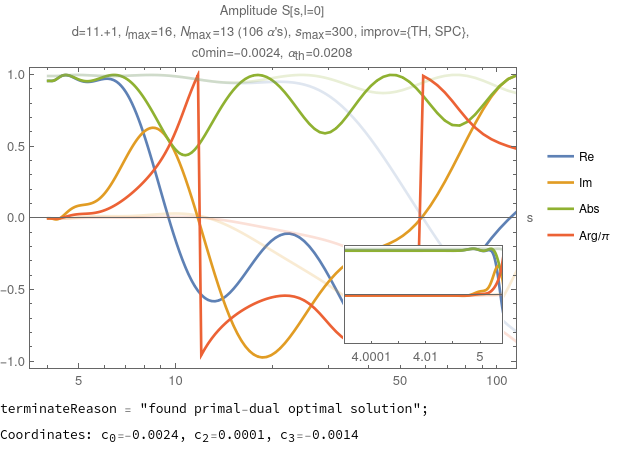 Amplitude S[s,l=0]
d=11.+1, lmax=16, Nmax=13 (106 α's), smax=300, improv={TH, SPC},
c0min=-0.0024, αth=0.0208
1.0
0.5
0.0
-0.5
-1.0
5
10
50
100
s
4.0001
4.01
5
Re
Im
Abs
Arg/π
terminateReason = "found primal-dual optimal solution";
Coordinates: c0=-0.0024, c2=0.0001, c3=-0.0014